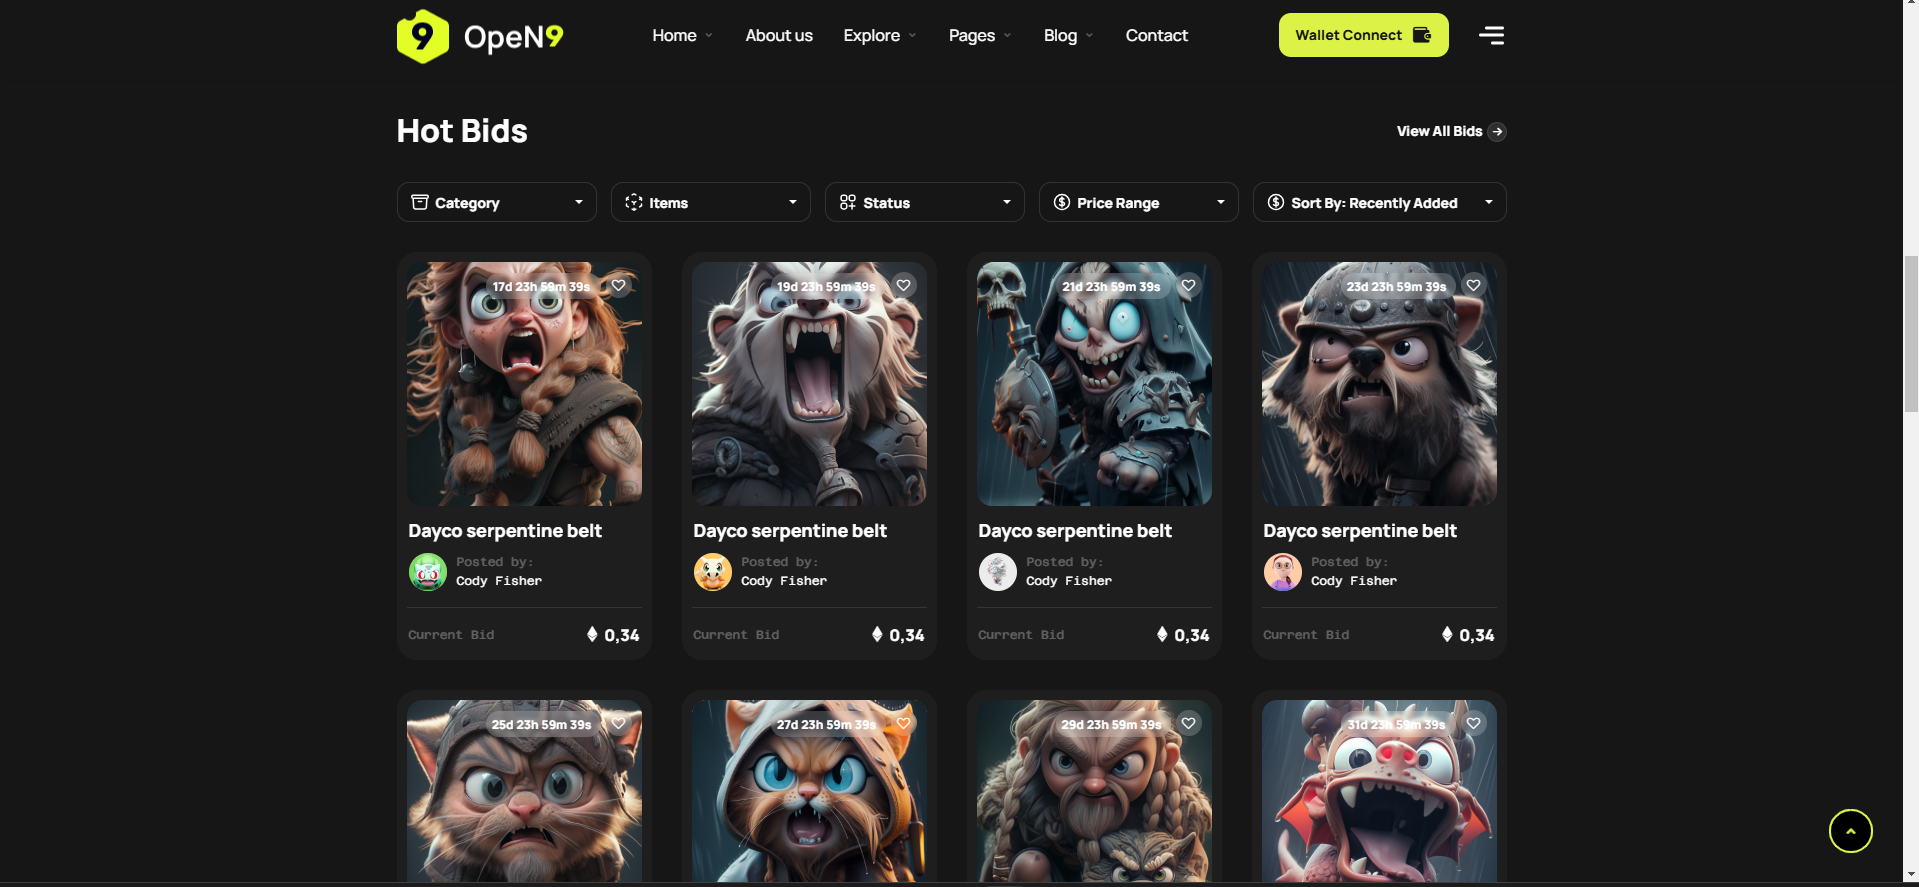 9 OpeN9
Home
About us
Explore
Pages
Blog
Contact
Wallet Connect
Hot Bids
View All Bids
Category
Items
Status
Price Range
Sort By: Recently Added
17d 23h 59m 39s
19d 23h 59m 39s
21d 23h 59m 39s
23d 23h 59m 39s
Dayco serpentine belt
Dayco serpentine belt
Dayco serpentine belt
Dayco serpentine belt
Posted by:
Cody Fisher
Posted by:
Cody Fisher
Posted by:
Cody Fisher
Posted by:
Cody Fisher
Current Bid
0,34
Current Bid
0,34
Current Bid
0,34
Current Bid
0,34
25d 23h 59m 39s
27d 23h 59m 39s
29d 23h 59m 39s
31d 23h 59m 39s